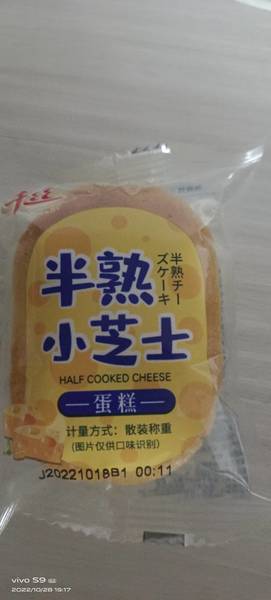 千丝
半熟
小芝士
半熟チー
ズケーキ
HALF COOKED CHEESE
蛋糕
计量方式：散装称重
(图片仅供口味识别)
J20221018B1 00:11
vivo S9
2022/10/28 19:17